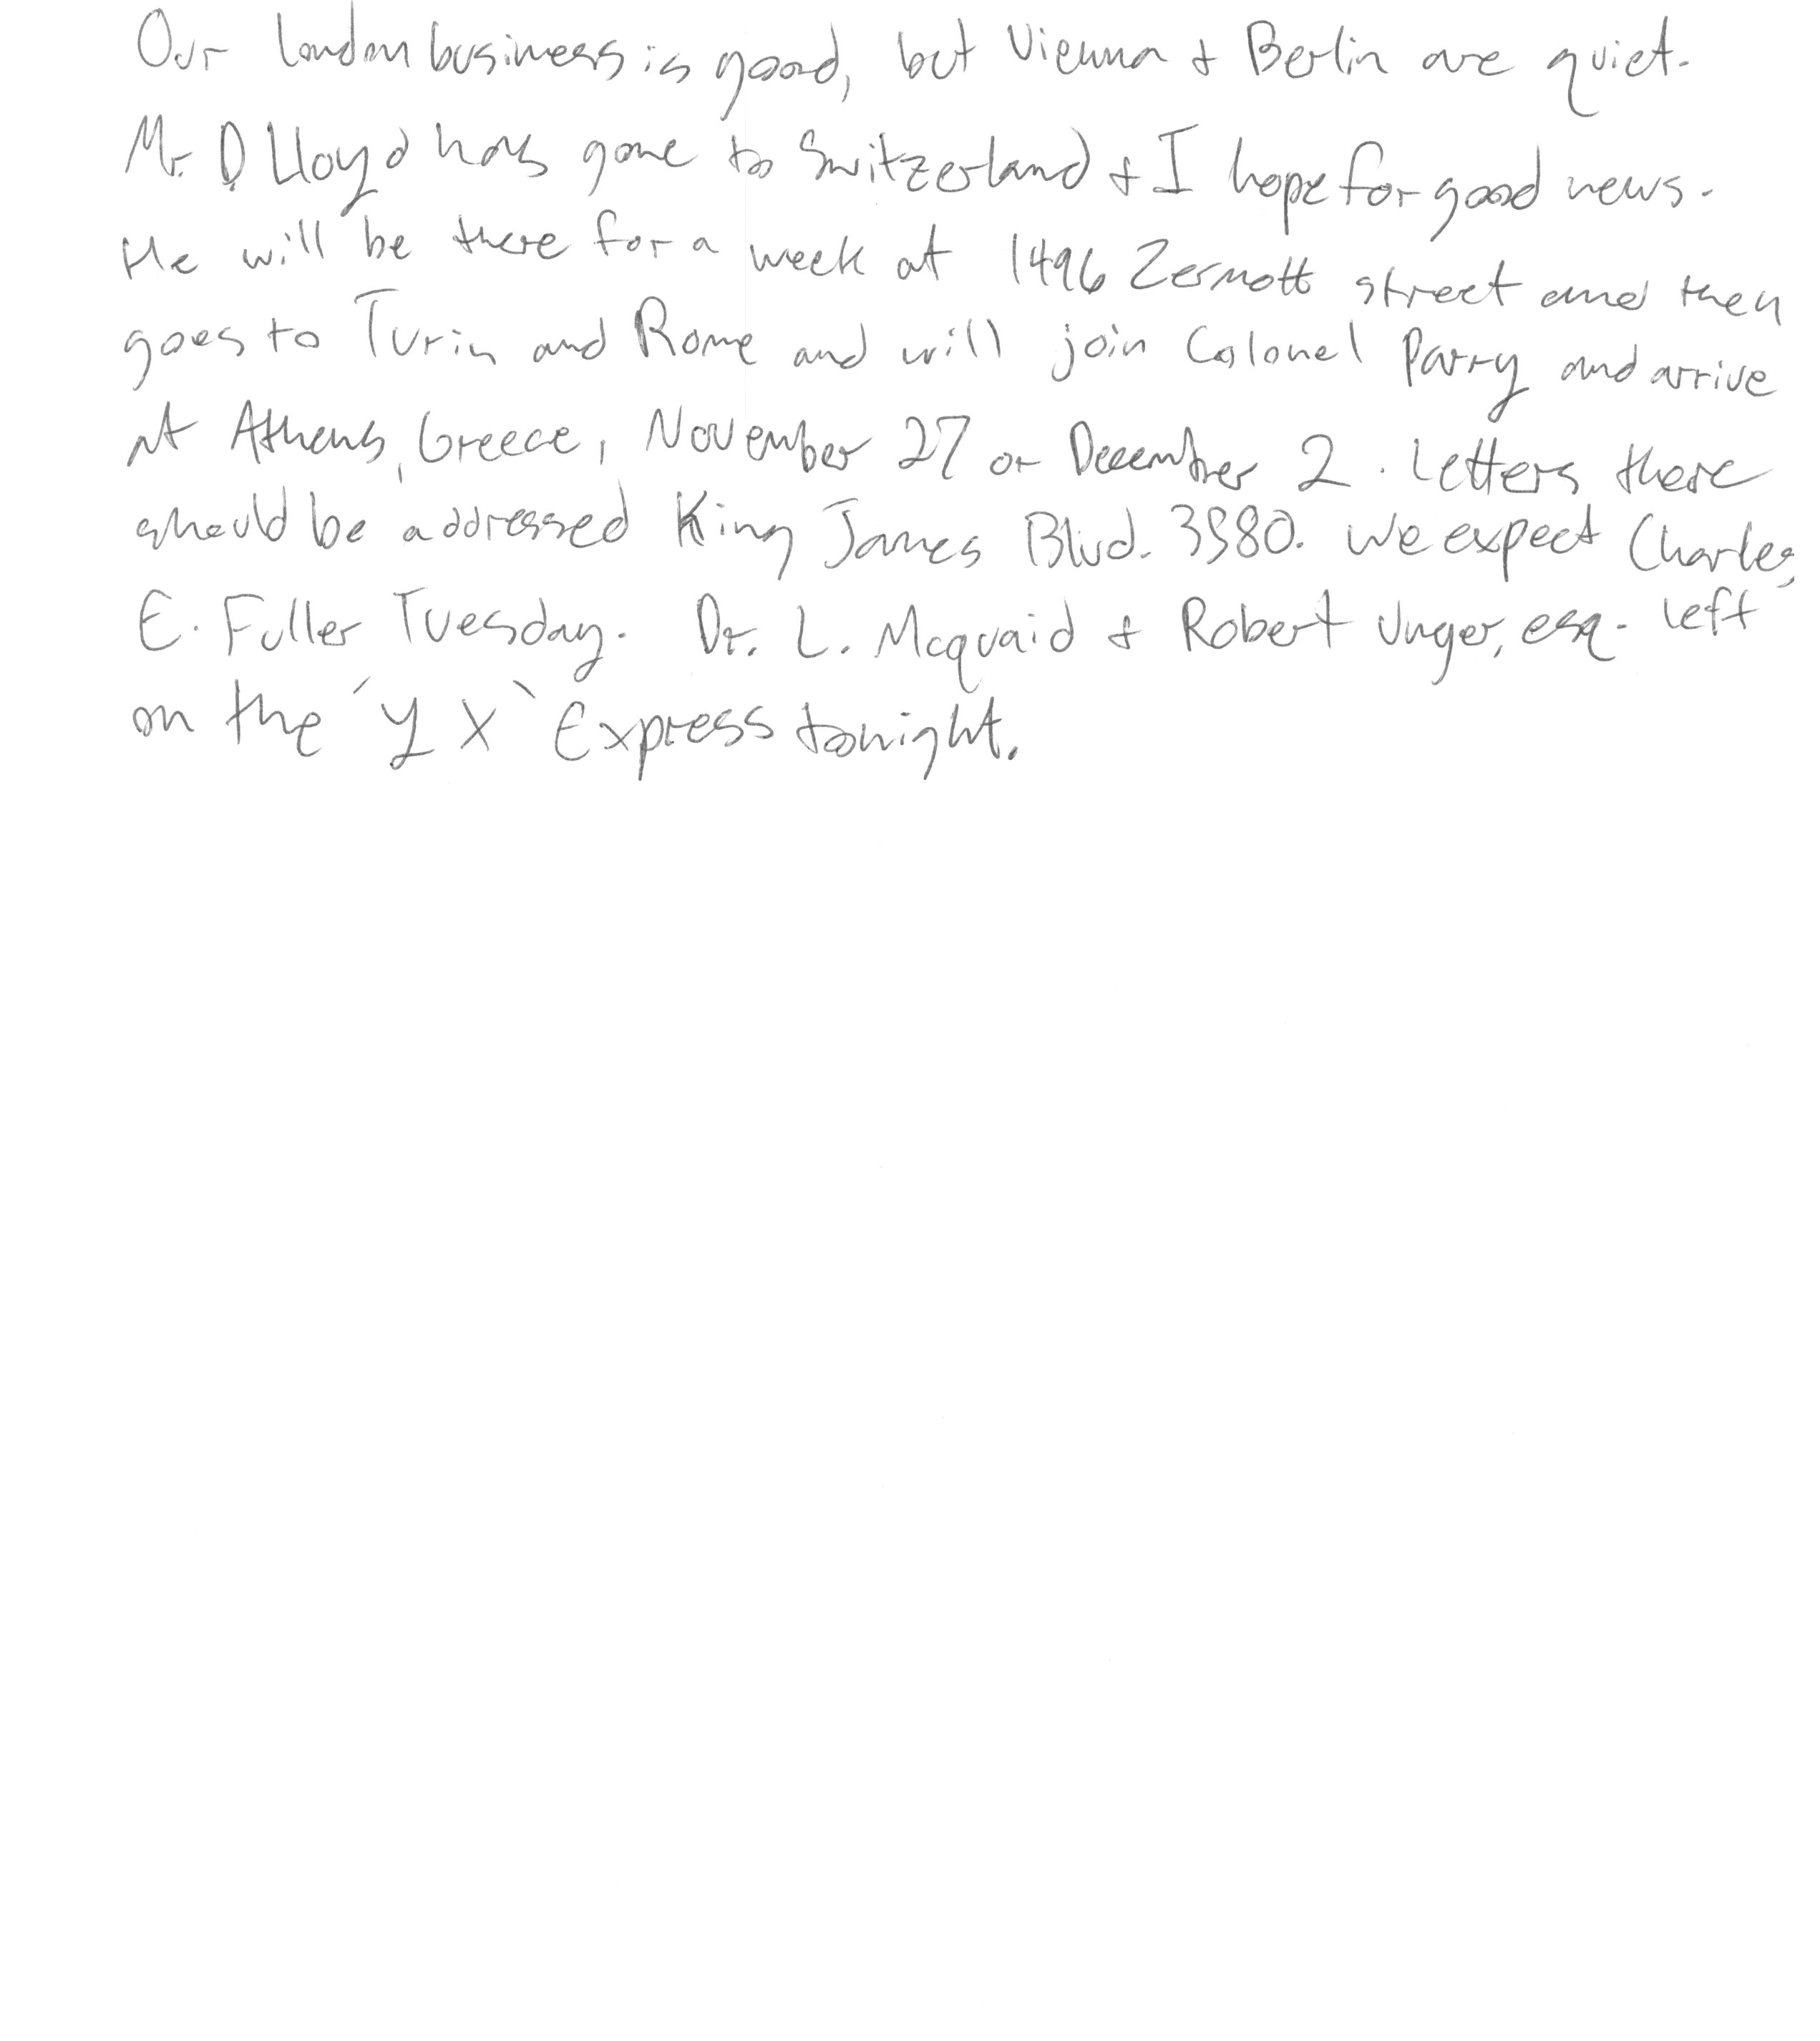 Our London business is good, but Vienna & Berlin are quiet.
Mr. D. Lloyd has gone to Switzerland & I hope for good news.
He will be there for a week at 1496 Zermott street and then
goes to Turin and Rome and will join Colonel Parry and arrive
at Athens, Greece, November 27 or December 2. Letters there
should be addressed King James Blvd. 3580. We expect Charles
E. Fuller Tuesday. Dr. L. Mcquaid & Robert Unger, esq. left
on the ´Y X` Express tonight.